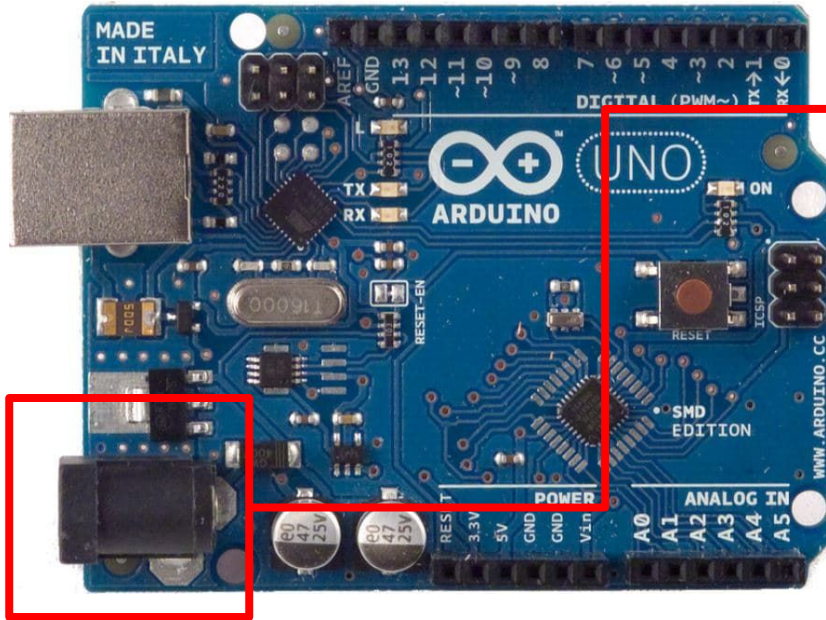 MADE
IN ITALY
AREF
GND
13
12
~11
~10
~9
8
7
~6
~5
4
~3
2
TX→1
RX←0
DIGITAL (PWM~)
L
TX
RX
™
UNO
ARDUINO
ON
T16000
RESET-EN
RESET
ICSP
SMD
EDITION
WWW.ARDUINO.CC
POWER
ANALOG IN
RESET
3.3V
5V
GND
GND
Vin
A0
A1
A2
A3
A4
A5
47
25V
47
25V